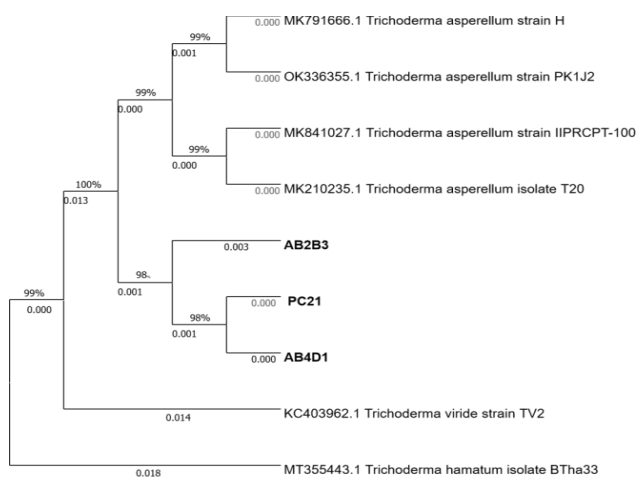 0.000 MK791666.1 Trichoderma asperellum strain H
99%
0.001
0.000 OK336355.1 Trichoderma asperellum strain PK1J2
99%
0.000
0.000 MK841027.1 Trichoderma asperellum strain IIPRCPT-100
99%
0.000
0.000 MK210235.1 Trichoderma asperellum isolate T20
100%
0.013
0.003 AB2B3
98%
0.001
0.000 PC21
98%
0.001
0.000 AB4D1
99%
0.000
0.014 KC403962.1 Trichoderma viride strain TV2
0.018 MT355443.1 Trichoderma hamatum isolate BTha33